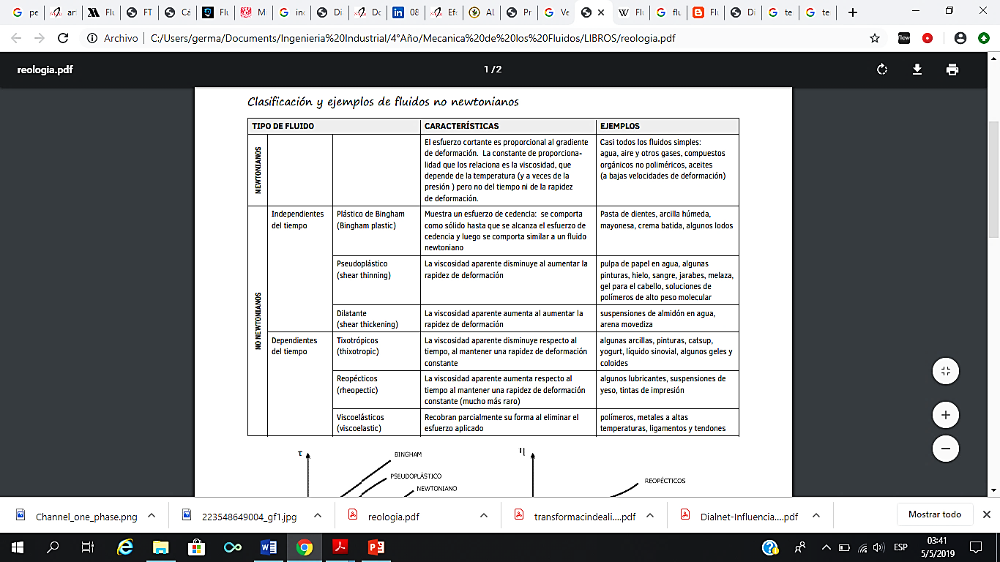 pe
art
Flu
FT
Cá
Flu
M
inc
Di
Do
08
Efe
AL
Pr
Ve
Flu
flu
Flu
Di
te
te
Archivo
C:/Users/germa/Documents/Ingenieria%20Industrial/4°Año/Mecanica%20de%20los%20Fluidos/LIBROS/reologia.pdf
flow
reologia.pdf
1 / 2
Clasificación y ejemplos de fluidos no newtonianos
TIPO DE FLUIDO
CARACTERÍSTICAS
EJEMPLOS
NEWTONIANOS
El esfuerzo cortante es proporcional al gradiente
de deformación. La constante de proporciona-
lidad que los relaciona es la viscosidad, que
depende de la temperatura (y a veces de la
presión ) pero no del tiempo ni de la rapidez
de deformación.
Casi todos los fluidos simples:
agua, aire y otros gases, compuestos
orgánicos no poliméricos, aceites
(a bajas velocidades de deformación)
NO NEWTONIANOS
Independientes
del tiempo
Plástico de Bingham
(Bingham plastic)
Muestra un esfuerzo de cedencia: se comporta
como sólido hasta que se alcanza el esfuerzo de
cedencia y luego se comporta similar a un fluido
newtoniano
Pasta de dientes, arcilla húmeda,
mayonesa, crema batida, algunos lodos
Pseudoplástico
(shear thinning)
La viscosidad aparente disminuye al aumentar la
rapidez de deformación
pulpa de papel en agua, algunas
pinturas, hielo, sangre, jarabes, melaza,
gel para el cabello, soluciones de
polímeros de alto peso molecular
Dilatante
(shear thickening)
La viscosidad aparente aumenta al aumentar la
rapidez de deformación
suspensiones de almidón en agua,
arena movediza
Dependientes
del tiempo
Tixotrópicos
(thixotropic)
La viscosidad aparente disminuye respecto al
tiempo, al mantener una rapidez de deformación
constante
algunas arcillas, pinturas, catsup,
yogurt, líquido sinovial, algunos geles y
coloides
Reopécticos
(rheopectic)
La viscosidad aparente aumenta respecto al
tiempo al mantener una rapidez de deformación
constante (mucho más raro)
algunos lubricantes, suspensiones de
yeso, tintas de impresión
Viscoelásticos
(viscoelastic)
Recobran parcialmente su forma al eliminar el
esfuerzo aplicado
polímeros, metales a altas
temperaturas, ligamentos y tendones
τ
BINGHAM
PSEUDOPLÁSTICO
NEWTONIANO
η
REOPÉCTICOS
Channel_one_phase.png
223548649004_gf1.jpg
reologia.pdf
transformacindeali....pdf
Dialnet-Influencia....pdf
Mostrar todo
ESP
03:41
5/5/2019